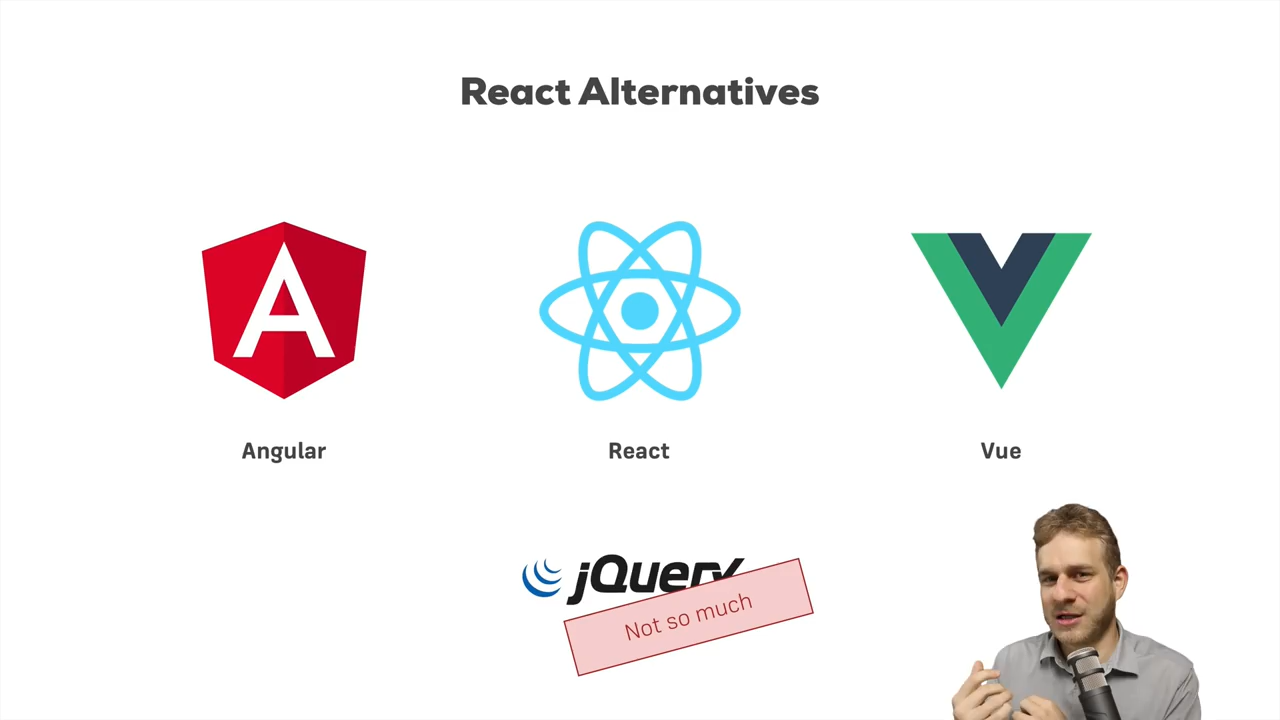 React Alternatives
Angular
React
Vue
jQuery
Not so much